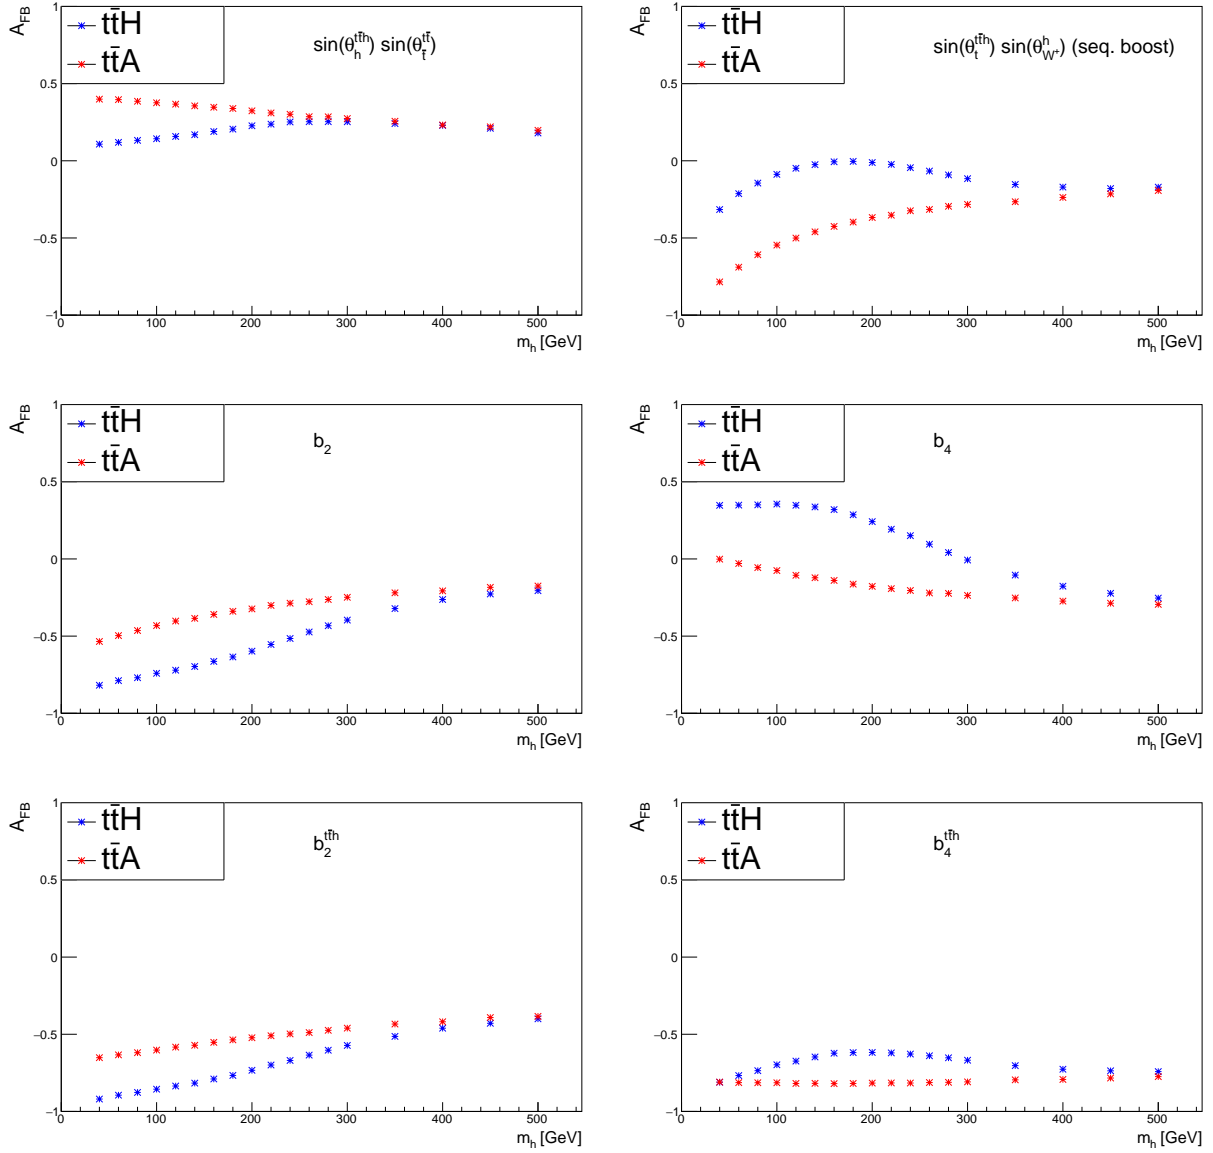 A_FB
tt̄H
tt̄A
sin(θ_h^{tt̄h}) sin(θ_t̄^{tt̄})
1
0.5
0
−0.5
−1
0 100 200 300 400 500
m_h [GeV]
A_FB
tt̄H
tt̄A
sin(θ_t^{tt̄h}) sin(θ_{W⁺}^h) (seq. boost)
1
0.5
0
−0.5
−1
0 100 200 300 400 500
m_h [GeV]
A_FB
tt̄H
tt̄A
b_2
1
0.5
0
−0.5
−1
0 100 200 300 400 500
m_h [GeV]
A_FB
tt̄H
tt̄A
b_4
1
0.5
0
−0.5
−1
0 100 200 300 400 500
m_h [GeV]
A_FB
tt̄H
tt̄A
b_2^{tt̄h}
1
0.5
0
−0.5
−1
0 100 200 300 400 500
m_h [GeV]
A_FB
tt̄H
tt̄A
b_4^{tt̄h}
1
0.5
0
−0.5
−1
0 100 200 300 400 500
m_h [GeV]